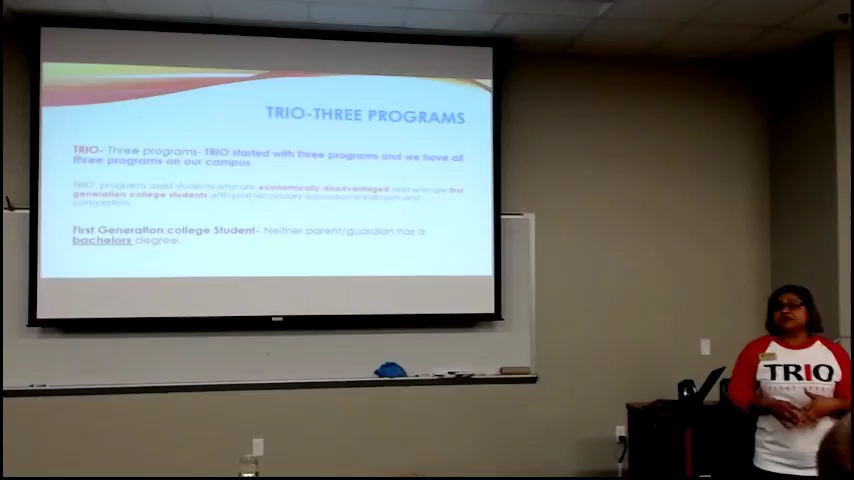 TRIO-THREE PROGRAMS
TRIO- Three programs- TRIO started with three programs and we have all
three programs on our campus
TRIO programs assist students who are economically disadvantaged and who are first
generation college students with post secondary education enrollment and
completion.
First Generation college Student- Neither parent/guardian has a
bachelors degree.
TRIO